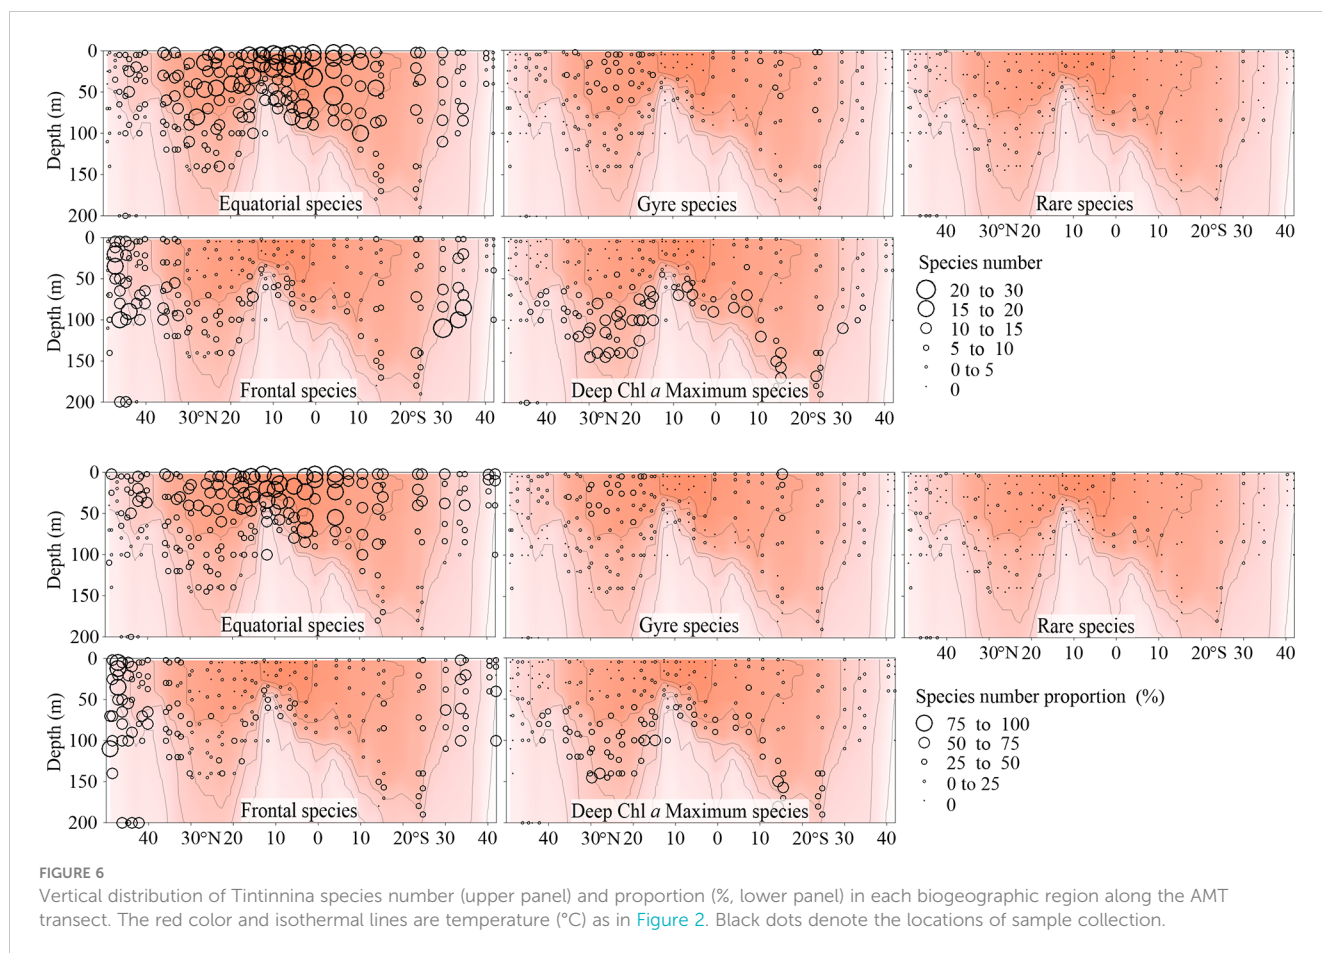 0
50
100
150
200
Depth (m)
Equatorial species
Gyre species
Rare species
40 30°N 20 10 0 10 20°S 30 40
0
50
100
150
200
Depth (m)
Frontal species
Deep Chl a Maximum species
40 30°N 20 10 0 10 20°S 30 40
40 30°N 20 10 0 10 20°S 30 40
Species number
20 to 30
15 to 20
10 to 15
5 to 10
0 to 5
0
0
50
100
150
200
Depth (m)
Equatorial species
Gyre species
Rare species
40 30°N 20 10 0 10 20°S 30 40
0
50
100
150
200
Depth (m)
Frontal species
Deep Chl a Maximum species
40 30°N 20 10 0 10 20°S 30 40
40 30°N 20 10 0 10 20°S 30 40
Species number proportion (%)
75 to 100
50 to 75
25 to 50
0 to 25
0
FIGURE 6
Vertical distribution of Tintinnina species number (upper panel) and proportion (%, lower panel) in each biogeographic region along the AMT
transect. The red color and isothermal lines are temperature (°C) as in Figure 2. Black dots denote the locations of sample collection.